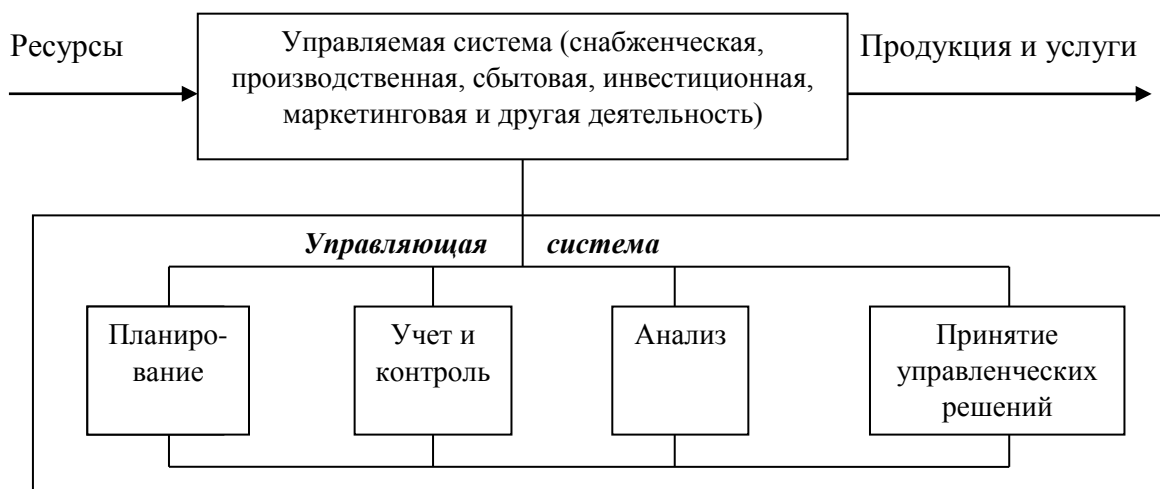 Ресурсы
Управляемая система (снабженческая,
производственная, сбытовая, инвестиционная,
маркетинговая и другая деятельность)
Продукция и услуги
Управляющая система
Планиро-
вание
Учет и
контроль
Анализ
Принятие
управленческих
решений